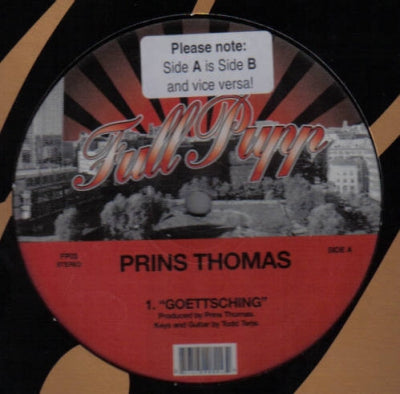 Please note:
Side A is Side B
and vice versa!
Full Pupp
FP03
STEREO
SIDE A
PRINS THOMAS
1. "GOETTSCHING"
Produced by Prins Thomas.
Keys and Guitar by Todd Terje.